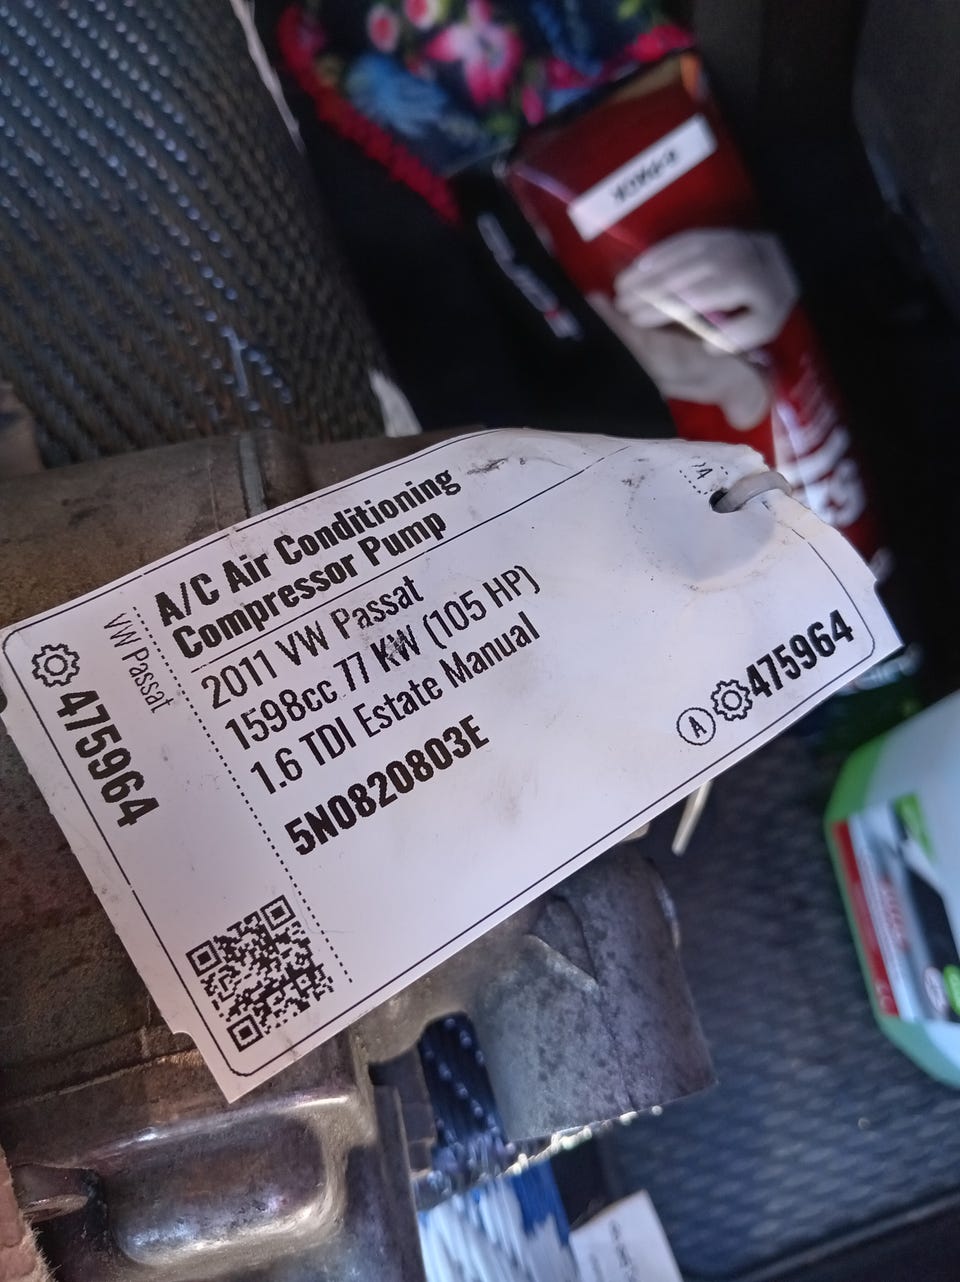 A/C Air Conditioning
Compressor Pump
2011 VW Passat
1598cc 77 KW (105 HP)
1.6 TDI Estate Manual
5N0820803E
A 475964
VW Passat
475964